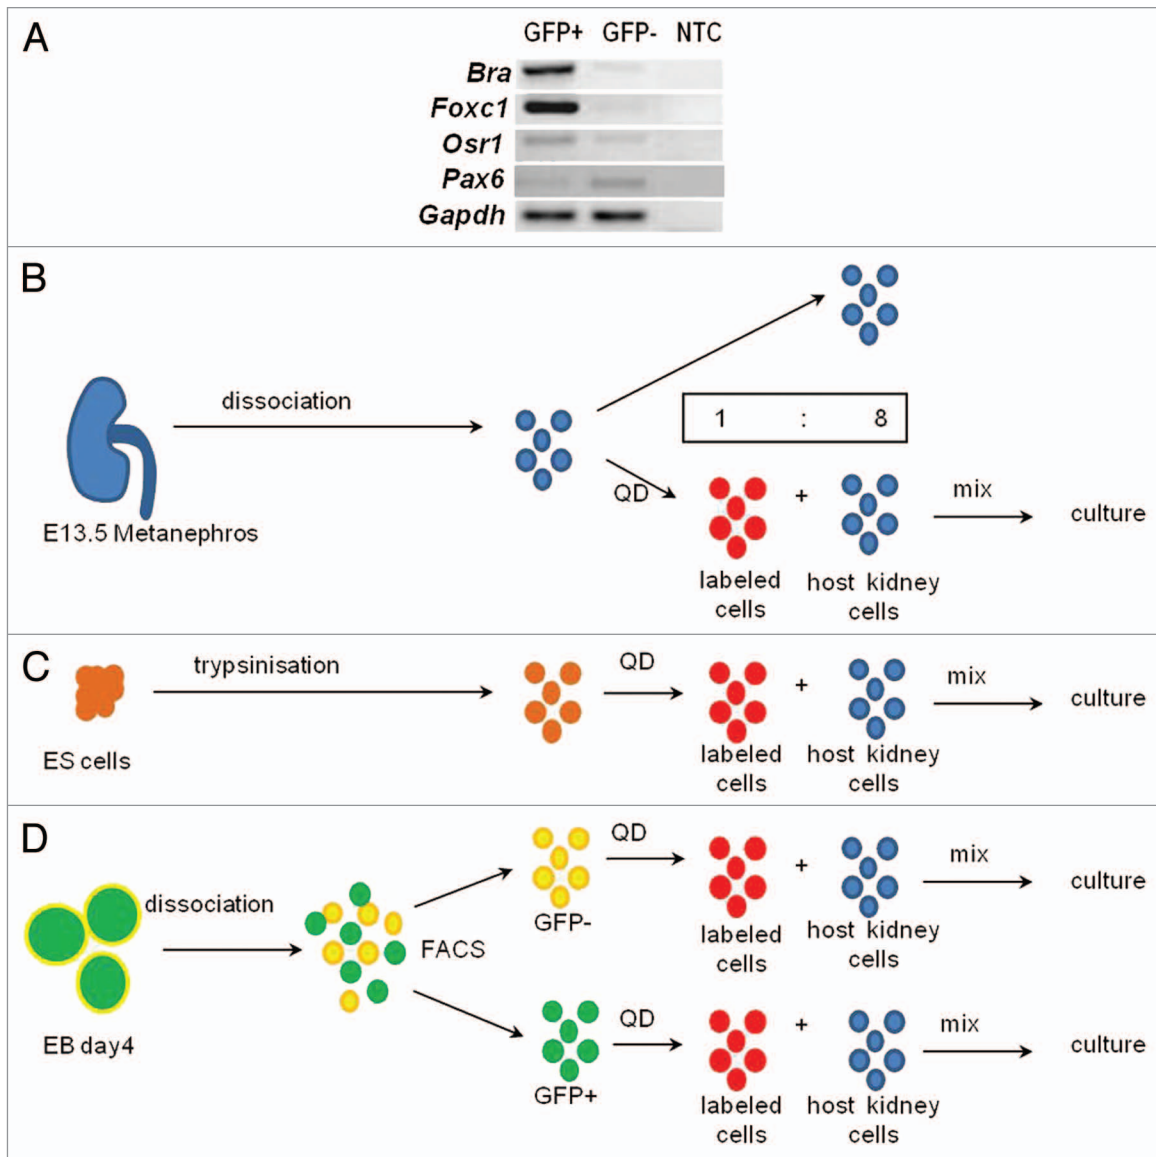 A
GFP+ GFP- NTC
Bra
Foxc1
Osr1
Pax6
Gapdh
B
dissociation
1 : 8
QD
+
mix
culture
E13.5 Metanephros
labeled cells
host kidney cells
C
trypsinisation
QD
+
mix
culture
ES cells
labeled cells
host kidney cells
D
dissociation
FACS
EB day4
GFP-
QD
+
mix
culture
labeled cells
host kidney cells
GFP+
QD
+
mix
culture
labeled cells
host kidney cells